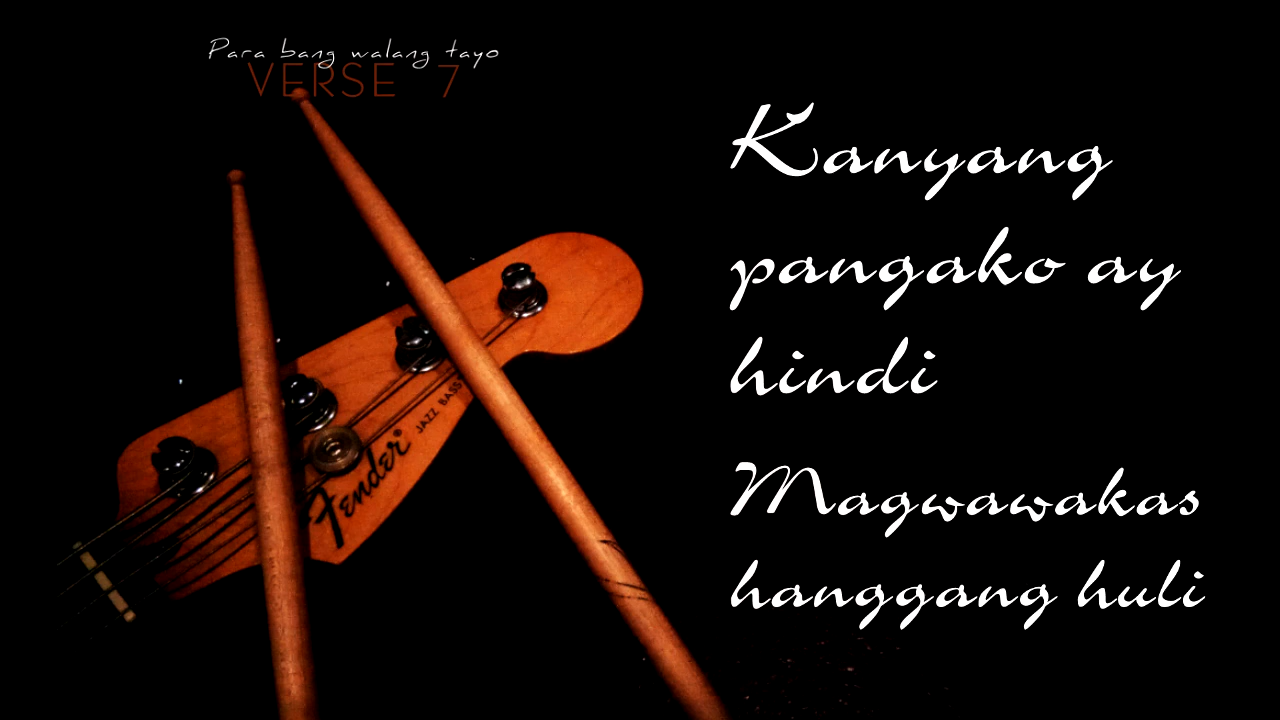 Para bang walang tayo
VERSE 7
Kanyang
pangako ay
hindi
Magwawakas
hanggang huli
Fender®
JAZZ BASS